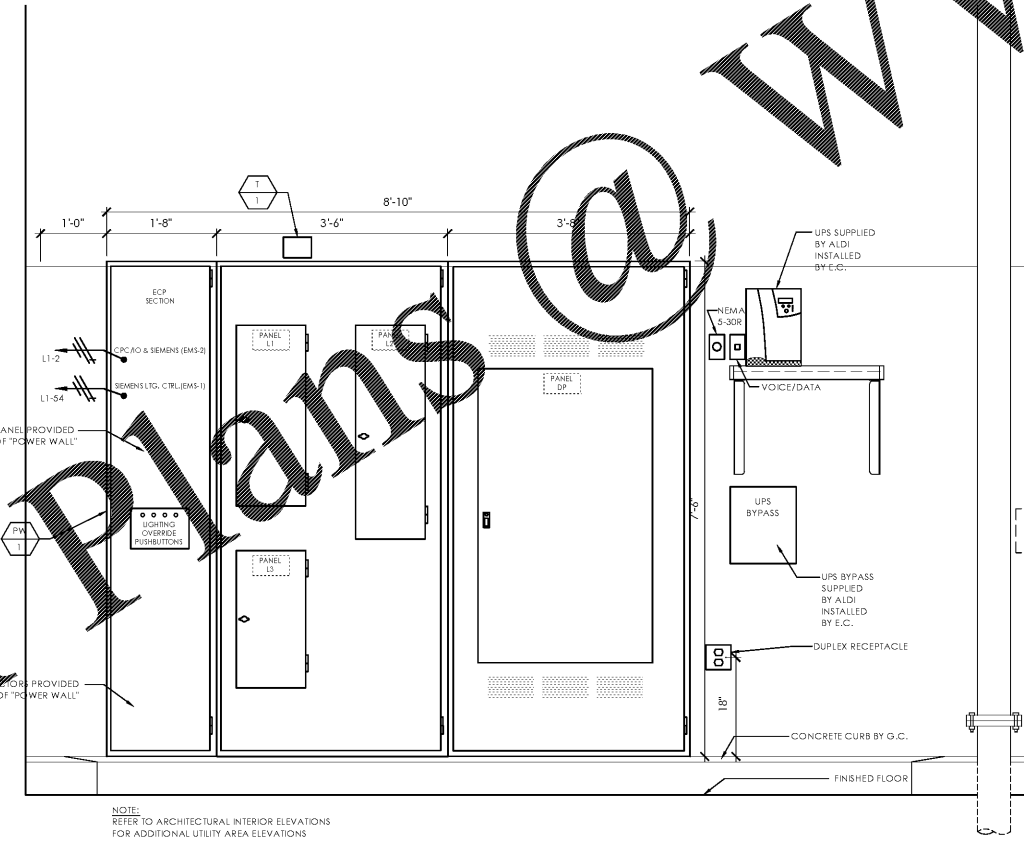 Plans @ W
T
1
8'-10"
1'-0"
1'-8"
3'-6"
3'-8"
UPS SUPPLIED
BY ALDI
INSTALLED
BY E.C.
ECP
SECTION
NEMA
5-30R
PANEL
L1
PANEL
L2
CPC/IO & SIEMENS (EMS-2)
L1-2
SIEMENS LTG. CTRL.(EMS-1)
L1-54
PANEL
DP
VOICE/DATA
PROVIDED
OF "POWER WALL"
7'-6"
UPS
BYPASS
PW
1
LIGHTING
OVERRIDE
PUSHBUTTONS
PANEL
L3
UPS BYPASS
SUPPLIED
BY ALDI
INSTALLED
BY E.C.
DUPLEX RECEPTACLE
PROVIDED
OF "POWER WALL"
18"
CONCRETE CURB BY G.C.
FINISHED FLOOR
NOTE:
REFER TO ARCHITECTURAL INTERIOR ELEVATIONS
FOR ADDITIONAL UTILITY AREA ELEVATIONS